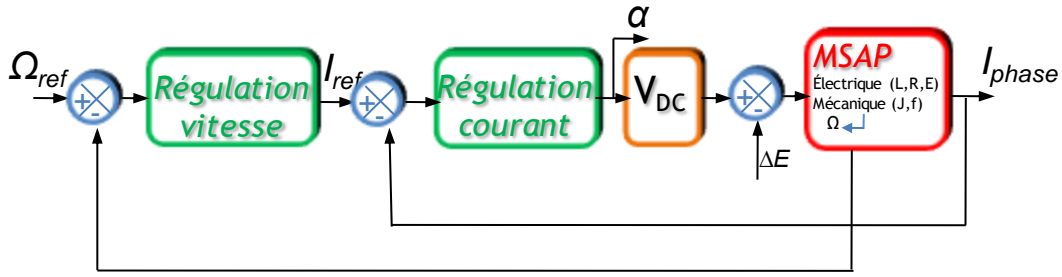 Ω_ref
+
-
Régulation
vitesse
I_ref
+
-
Régulation
courant
α
V_DC
+
-
ΔE
MSAP
Électrique (L,R,E)
Mécanique (J,f)
Ω
I_phase